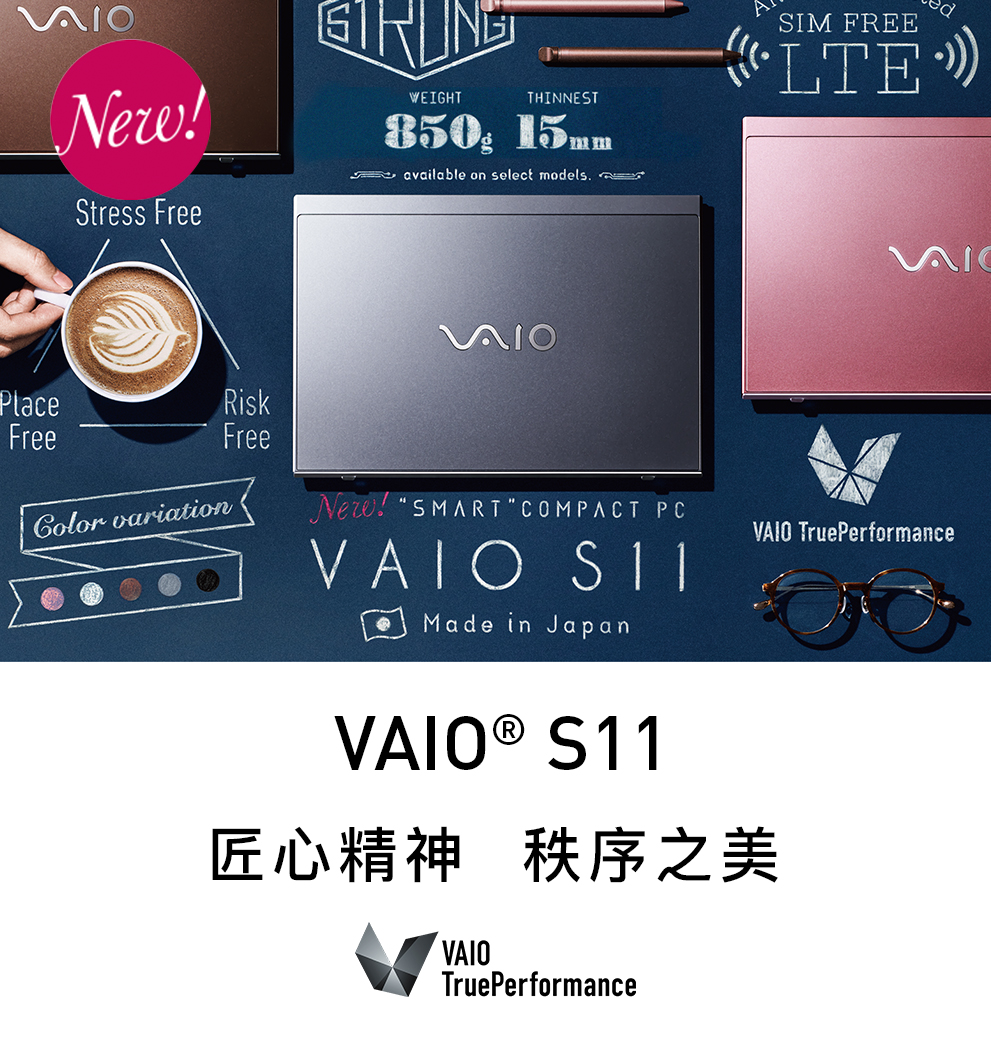 VAIO
STRONG
SIM FREE
LTE
New!
WEIGHT THINNEST
850g 15mm
available on select models.
Stress Free
VAIO
VAIO
Place
Free
Risk
Free
Color variation
New! "SMART" COMPACT PC
VAIO S11
Made in Japan
VAIO TruePerformance
VAIO® S11
匠心精神 秩序之美
VAIO
TruePerformance